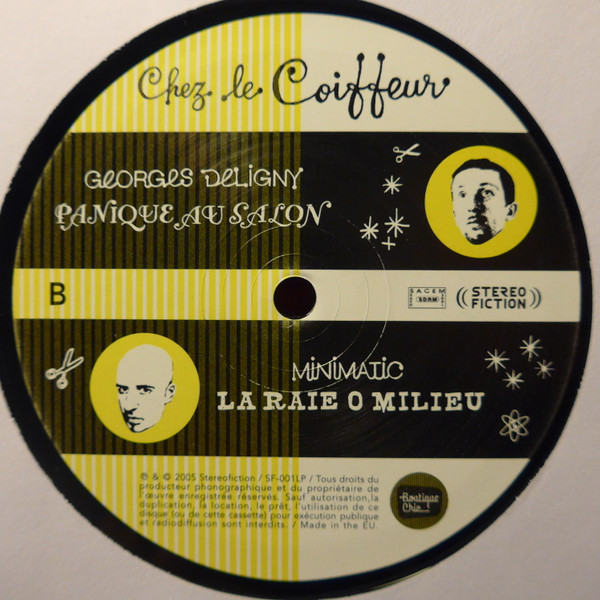 Chez le Coiffeur
GEORGES DELIGNY
PANIQUE AU SALON
B
SACEM
SDRM
STEREO
FICTION
MINIMATIC
LA RAIE O MILIEU
℗ & © 2005 Stereofiction / SF-001LP / Tous droits du
producteur phonographique et du propriétaire de
l'œuvre enregistrée réservés. Sauf autorisation,la
duplication, la location, le prêt, l'utilisation de ce
disque (ou de cette cassette) pour exécution publique
et radiodiffusion sont interdits. / Made in the EU.
Boutique
Chic !